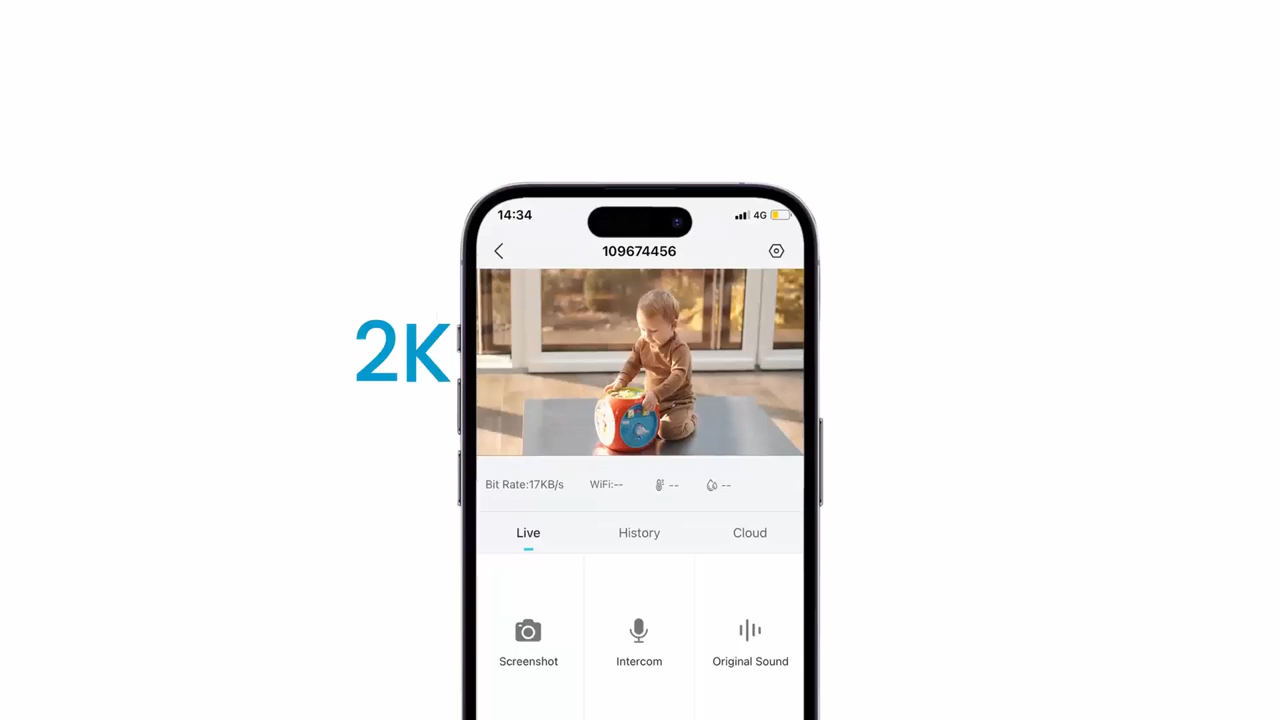 14:34
4G
109674456
2K
Bit Rate:17KB/s WiFi:-- -- --
Live History Cloud
Screenshot Intercom Original Sound